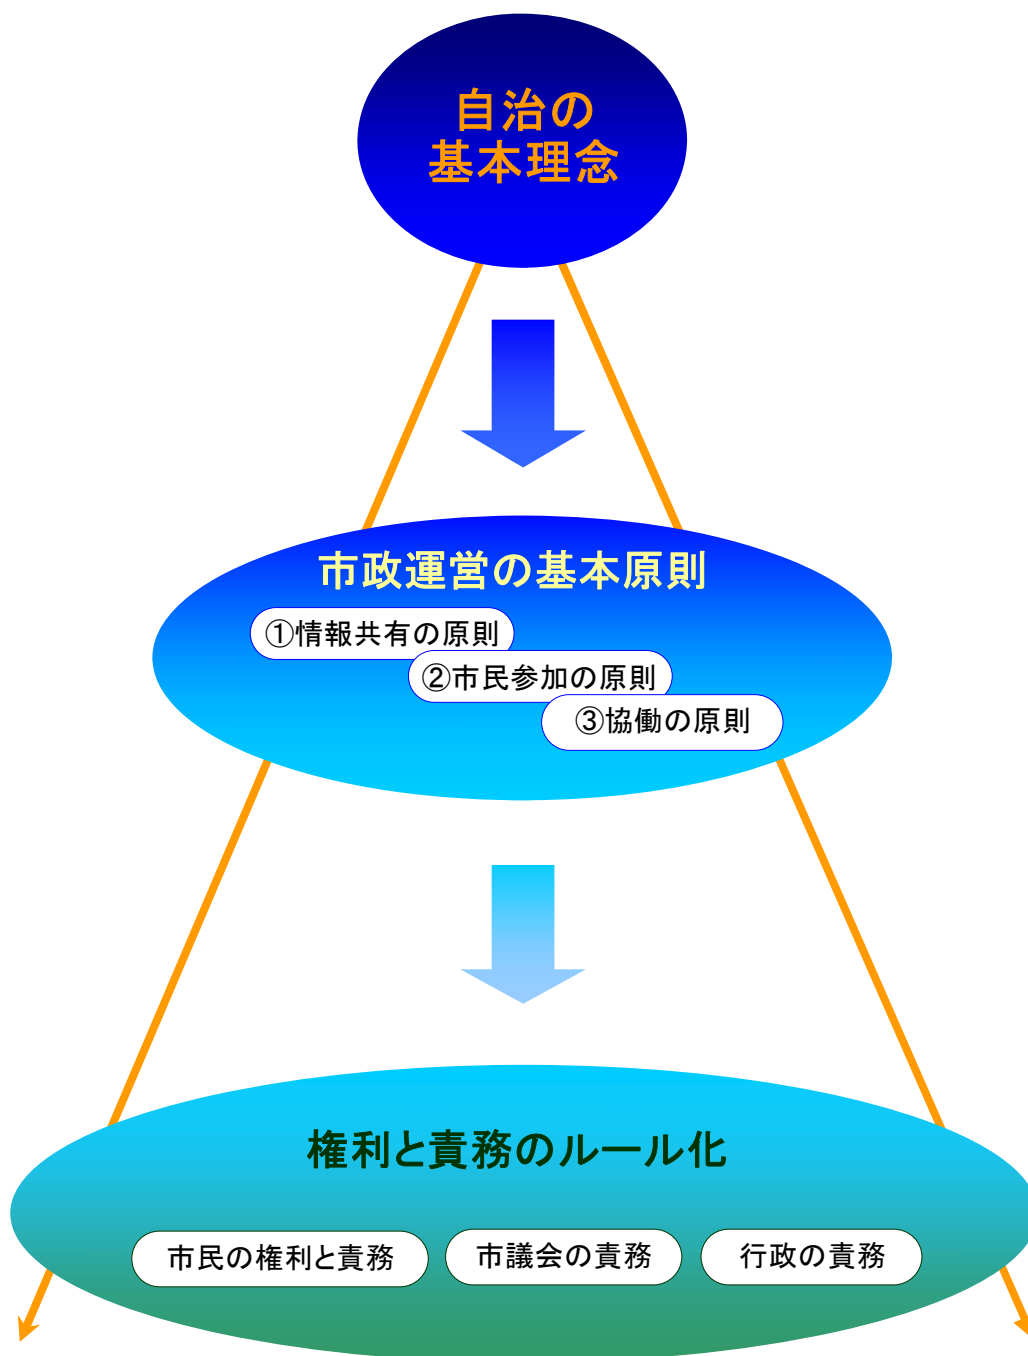 自治の
基本理念
市政運営の基本原則
①情報共有の原則
②市民参加の原則
③協働の原則
権利と責務のルール化
市民の権利と責務
市議会の責務
行政の責務